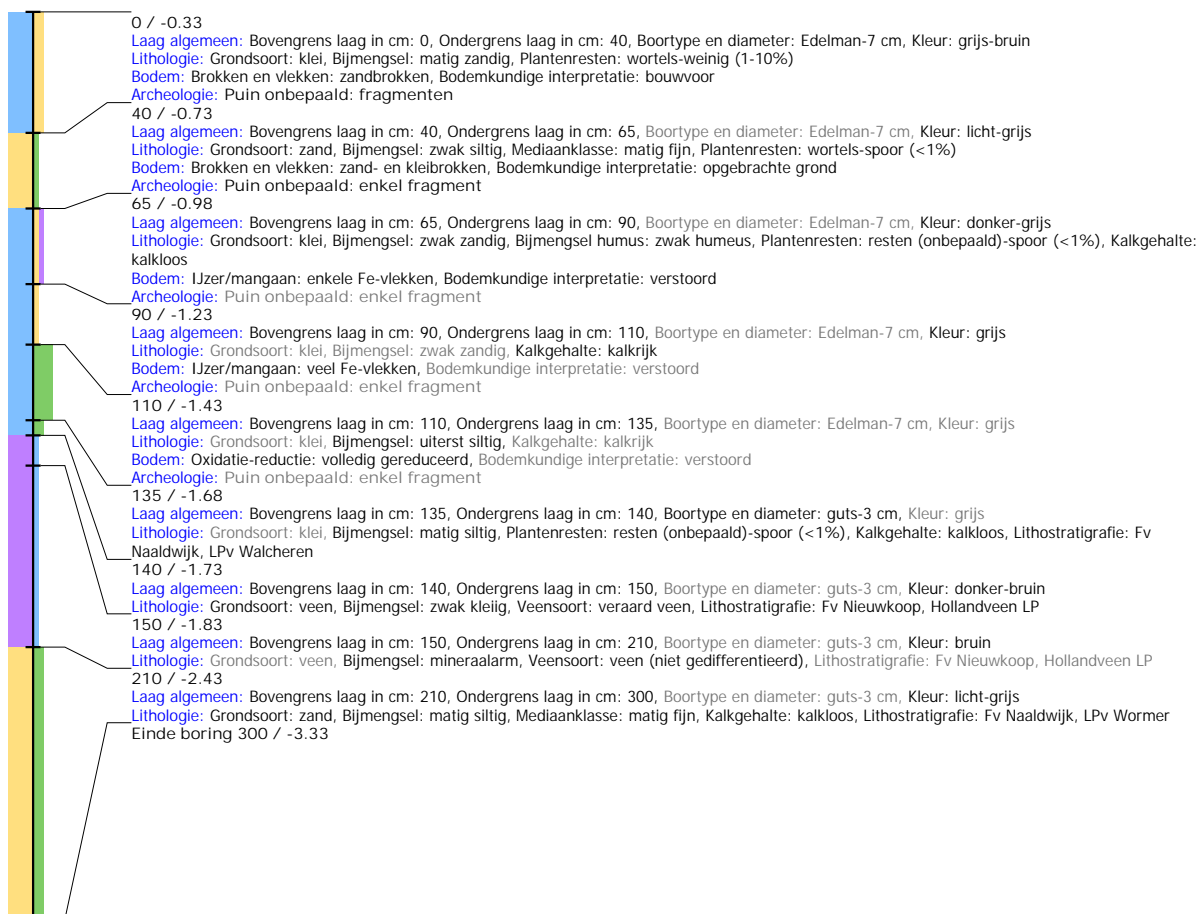 0 / -0.33
Laag algemeen: Bovengrens laag in cm: 0, Ondergrens laag in cm: 40, Boortype en diameter: Edelman-7 cm, Kleur: grijs-bruin
Lithologie: Grondsoort: klei, Bijmengsel: matig zandig, Plantenresten: wortels-weinig (1-10%)
Bodem: Brokken en vlekken: zandbrokken, Bodemkundige interpretatie: bouwvoor
Archeologie: Puin onbepaald: fragmenten
40 / -0.73
Laag algemeen: Bovengrens laag in cm: 40, Ondergrens laag in cm: 65, Boortype en diameter: Edelman-7 cm, Kleur: licht-grijs
Lithologie: Grondsoort: zand, Bijmengsel: zwak siltig, Mediaanklasse: matig fijn, Plantenresten: wortels-spoor (<1%)
Bodem: Brokken en vlekken: zand- en kleibrokken, Bodemkundige interpretatie: opgebrachte grond
Archeologie: Puin onbepaald: enkel fragment
65 / -0.98
Laag algemeen: Bovengrens laag in cm: 65, Ondergrens laag in cm: 90, Boortype en diameter: Edelman-7 cm, Kleur: donker-grijs
Lithologie: Grondsoort: klei, Bijmengsel: zwak zandig, Bijmengsel humus: zwak humeus, Plantenresten: resten (onbepaald)-spoor (<1%), Kalkgehalte:
kalkloos
Bodem: IJzer/mangaan: enkele Fe-vlekken, Bodemkundige interpretatie: verstoord
Archeologie: Puin onbepaald: enkel fragment
90 / -1.23
Laag algemeen: Bovengrens laag in cm: 90, Ondergrens laag in cm: 110, Boortype en diameter: Edelman-7 cm, Kleur: grijs
Lithologie: Grondsoort: klei, Bijmengsel: zwak zandig, Kalkgehalte: kalkrijk
Bodem: IJzer/mangaan: veel Fe-vlekken, Bodemkundige interpretatie: verstoord
Archeologie: Puin onbepaald: enkel fragment
110 / -1.43
Laag algemeen: Bovengrens laag in cm: 110, Ondergrens laag in cm: 135, Boortype en diameter: Edelman-7 cm, Kleur: grijs
Lithologie: Grondsoort: klei, Bijmengsel: uiterst siltig, Kalkgehalte: kalkrijk
Bodem: Oxidatie-reductie: volledig gereduceerd, Bodemkundige interpretatie: verstoord
Archeologie: Puin onbepaald: enkel fragment
135 / -1.68
Laag algemeen: Bovengrens laag in cm: 135, Ondergrens laag in cm: 140, Boortype en diameter: guts-3 cm, Kleur: grijs
Lithologie: Grondsoort: klei, Bijmengsel: matig siltig, Plantenresten: resten (onbepaald)-spoor (<1%), Kalkgehalte: kalkloos, Lithostratigrafie: Fv
Naaldwijk, LPv Walcheren
140 / -1.73
Laag algemeen: Bovengrens laag in cm: 140, Ondergrens laag in cm: 150, Boortype en diameter: guts-3 cm, Kleur: donker-bruin
Lithologie: Grondsoort: veen, Bijmengsel: zwak kleiig, Veensoort: veraard veen, Lithostratigrafie: Fv Nieuwkoop, Hollandveen LP
150 / -1.83
Laag algemeen: Bovengrens laag in cm: 150, Ondergrens laag in cm: 210, Boortype en diameter: guts-3 cm, Kleur: bruin
Lithologie: Grondsoort: veen, Bijmengsel: mineraalarm, Veensoort: veen (niet gedifferentieerd), Lithostratigrafie: Fv Nieuwkoop, Hollandveen LP
210 / -2.43
Laag algemeen: Bovengrens laag in cm: 210, Ondergrens laag in cm: 300, Boortype en diameter: guts-3 cm, Kleur: licht-grijs
Lithologie: Grondsoort: zand, Bijmengsel: matig siltig, Mediaanklasse: matig fijn, Kalkgehalte: kalkloos, Lithostratigrafie: Fv Naaldwijk, LPv Wormer
Einde boring 300 / -3.33